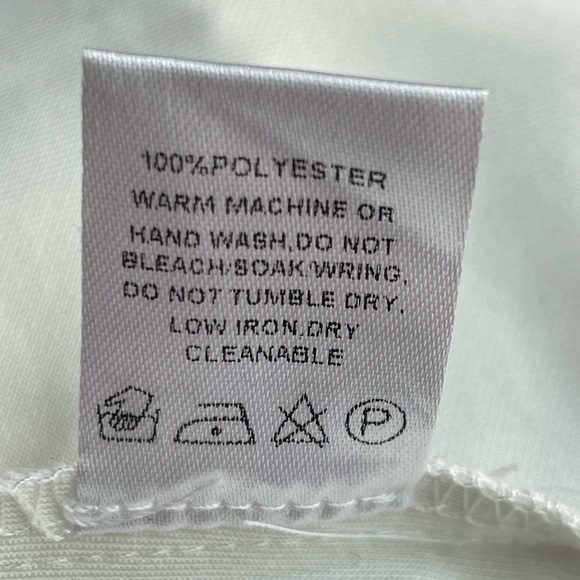 100%POLYESTER
WARM MACHINE OR
HAND WASH.DO NOT
BLEACH/SOAK/WRING.
DO NOT TUMBLE DRY.
LOW IRON.DRY
CLEANABLE
P